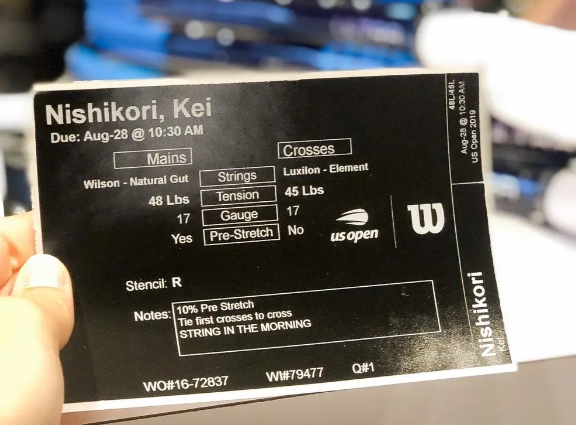 Nishikori, Kei
Due: Aug-28 @ 10:30 AM
Mains Crosses
Wilson - Natural Gut Strings Luxilon - Element
48 Lbs Tension 45 Lbs
17 Gauge 17
Yes Pre-Stretch No
us open
W
Stencil: R
Notes: 10% Pre Stretch
Tie first crosses to cross
STRING IN THE MORNING
WO#16-72837 WI#79477 Q#1
48L/45L
Aug-28 @ 10:30 AM
US Open 2019
Nishikori
Kei